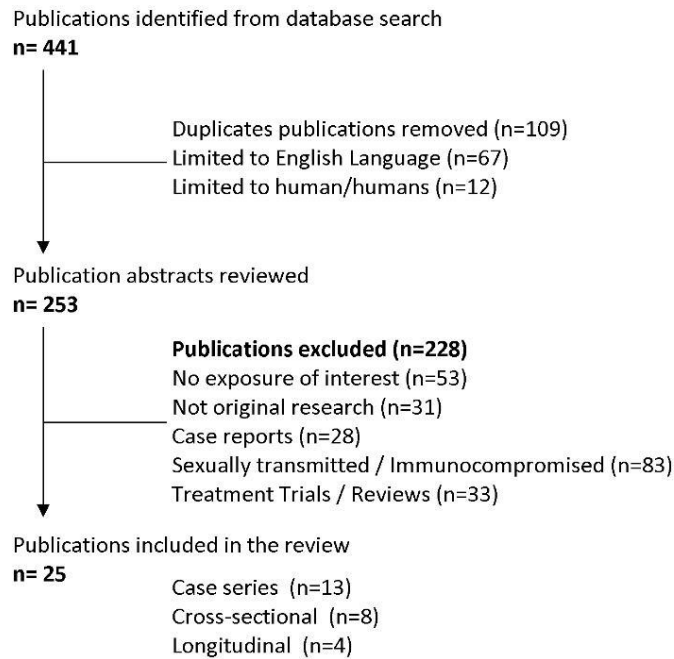 Publications identified from database search
n= 441
Duplicates publications removed (n=109)
Limited to English Language (n=67)
Limited to human/humans (n=12)
Publication abstracts reviewed
n= 253
Publications excluded (n=228)
No exposure of interest (n=53)
Not original research (n=31)
Case reports (n=28)
Sexually transmitted / Immunocompromised (n=83)
Treatment Trials / Reviews (n=33)
Publications included in the review
n= 25
Case series (n=13)
Cross-sectional (n=8)
Longitudinal (n=4)